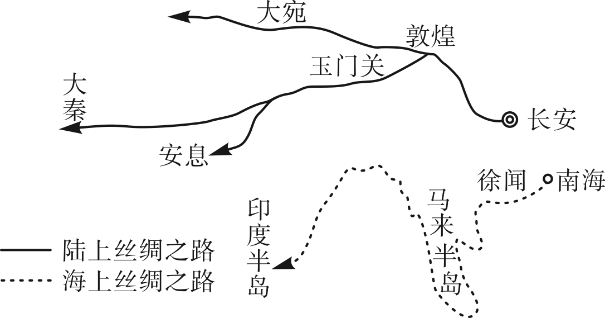 大宛
敦煌
玉门关
大秦
长安
安息
徐闻
南海
马来半岛
印度半岛
陆上丝绸之路
海上丝绸之路